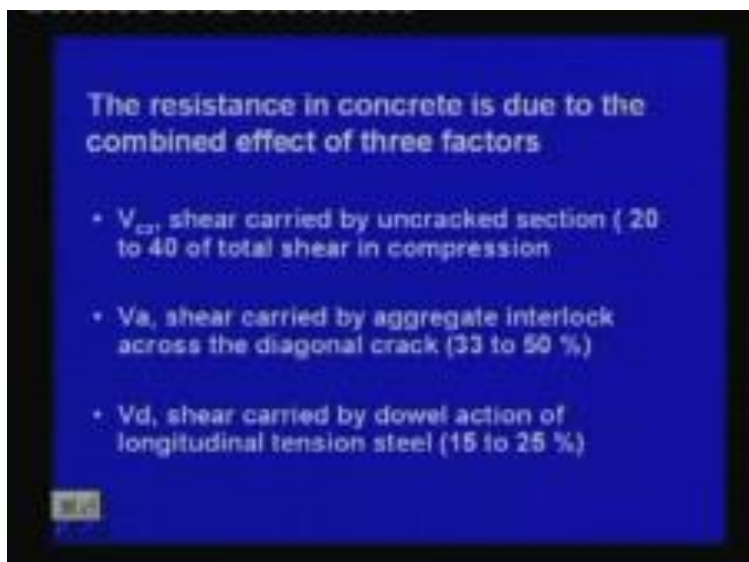 The resistance in concrete is due to the
combined effect of three factors
• Vcz, shear carried by uncracked section ( 20
to 40 of total shear in compression
• Va, shear carried by aggregate interlock
across the diagonal crack (33 to 50 %)
• Vd, shear carried by dowel action of
longitudinal tension steel (15 to 25 %)